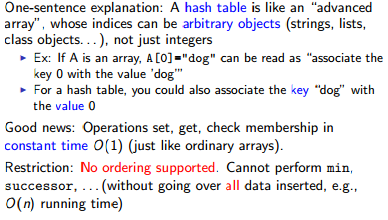 One-sentence explanation: A hash table is like an “advanced
array”, whose indices can be arbitrary objects (strings, lists,
class objects...), not just integers
▶ Ex: If A is an array, A[0]="dog" can be read as “associate the
key 0 with the value 'dog'”
▶ For a hash table, you could also associate the key “dog” with
the value 0
Good news: Operations set, get, check membership in
constant time O(1) (just like ordinary arrays).
Restriction: No ordering supported. Cannot perform min,
successor, ... (without going over all data inserted, e.g.,
O(n) running time)